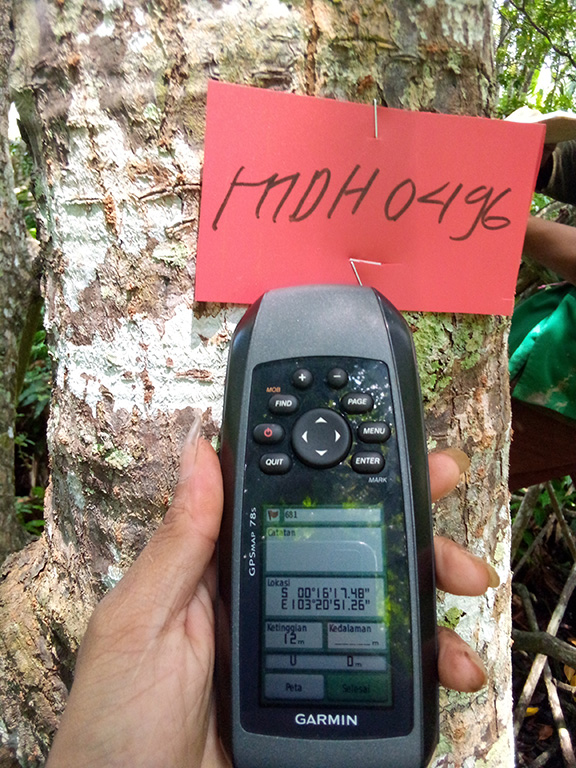 MDH 0496
MOB
FIND
PAGE
MENU
QUIT
ENTER
MARK
GPSMAP 78s
681
Catatan
Lokasi
S 00°16'17.48"
E 103°20'51.26"
Ketinggian
12m
Kedalaman
_____m
U
0m
Peta
Selesai
GARMIN